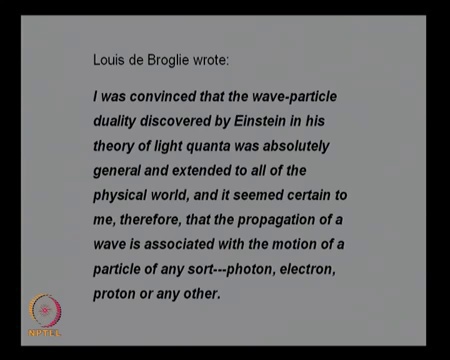 Louis de Broglie wrote:
I was convinced that the wave-particle
duality discovered by Einstein in his
theory of light quanta was absolutely
general and extended to all of the
physical world, and it seemed certain to
me, therefore, that the propagation of a
wave is associated with the motion of a
particle of any sort---photon, electron,
proton or any other.
NPTEL